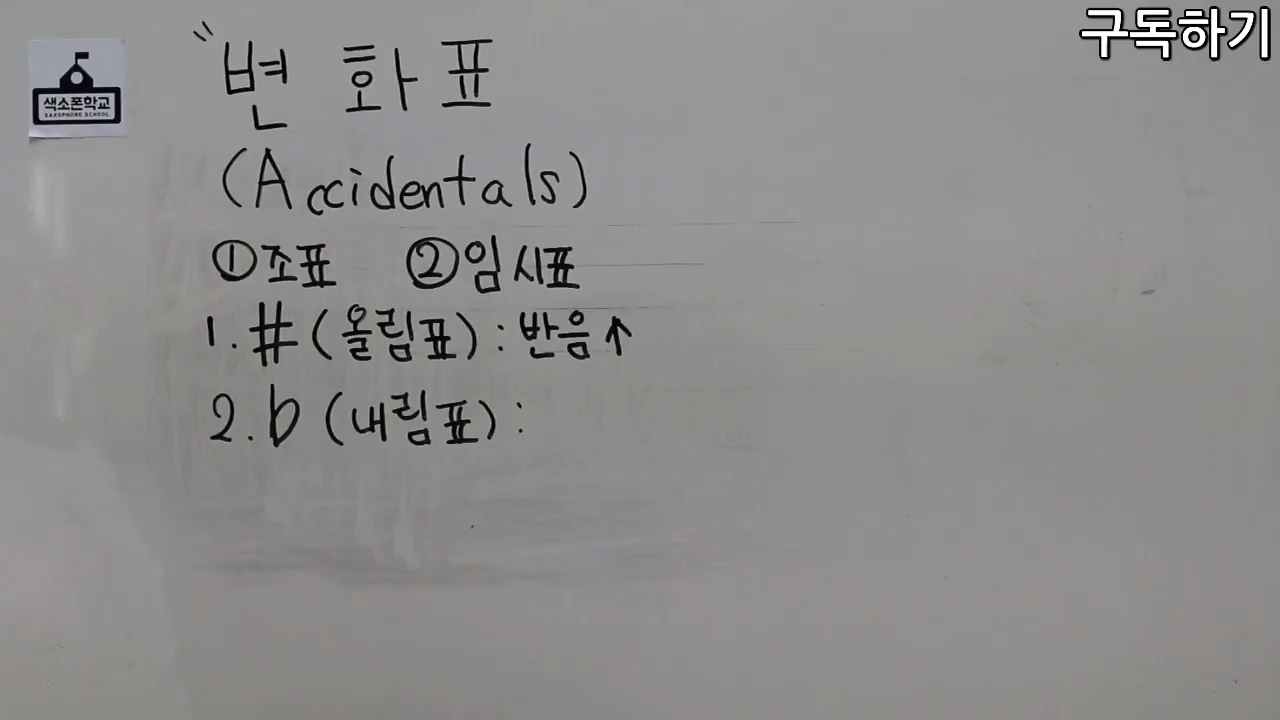 구독하기
색소폰학교
SAXOPHONE SCHOOL
"변화표
(Accidentals)
①조표 ②임시표
1. #(올림표) : 반음↑
2. b (내림표) :